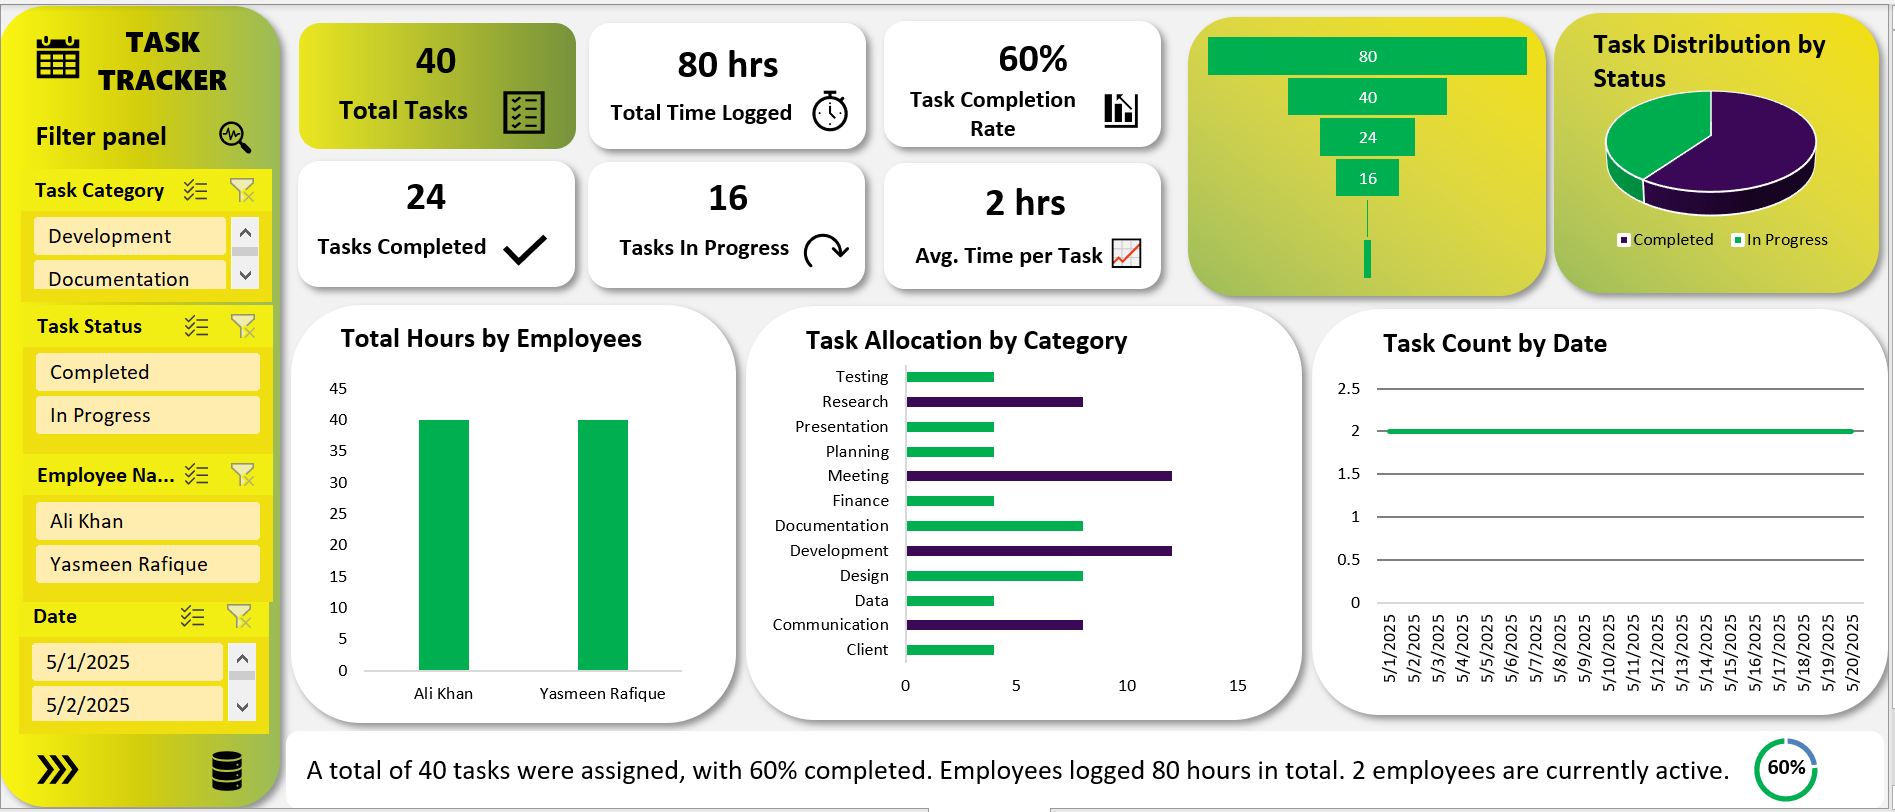 TASK
TRACKER
Filter panel
Task Category
Development
Documentation
Task Status
Completed
In Progress
Employee Na...
Ali Khan
Yasmeen Rafique
Date
5/1/2025
5/2/2025
40
Total Tasks
80 hrs
Total Time Logged
60%
Task Completion
Rate
24
Tasks Completed
16
Tasks In Progress
2 hrs
Avg. Time per Task
80
40
24
16
Task Distribution by
Status
Completed
In Progress
Total Hours by Employees
45
40
35
30
25
20
15
10
5
0
Ali Khan
Yasmeen Rafique
Task Allocation by Category
Testing
Research
Presentation
Planning
Meeting
Finance
Documentation
Development
Design
Data
Communication
Client
0
5
10
15
Task Count by Date
2.5
2
1.5
1
0.5
0
5/1/2025
5/2/2025
5/3/2025
5/4/2025
5/5/2025
5/6/2025
5/7/2025
5/8/2025
5/9/2025
5/10/2025
5/11/2025
5/12/2025
5/13/2025
5/14/2025
5/15/2025
5/16/2025
5/17/2025
5/18/2025
5/19/2025
5/20/2025
A total of 40 tasks were assigned, with 60% completed. Employees logged 80 hours in total. 2 employees are currently active.
60%